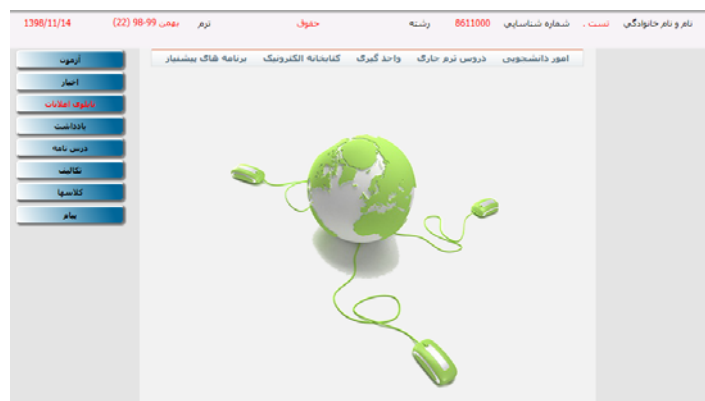 نام و نام خانوادگی تست . شماره شناسایی 8611000 رشته حقوق ترم بهمن 99-98 (22) 1398/11/14
امور دانشجویی دروس ترم جاری واحد گیری کتابخانه الکترونیک برنامه های پیشنیاز
آزمون
اخبار
تابلوی اعلانات
یادداشت
درس نامه
تکالیف
کلاسها
پیام